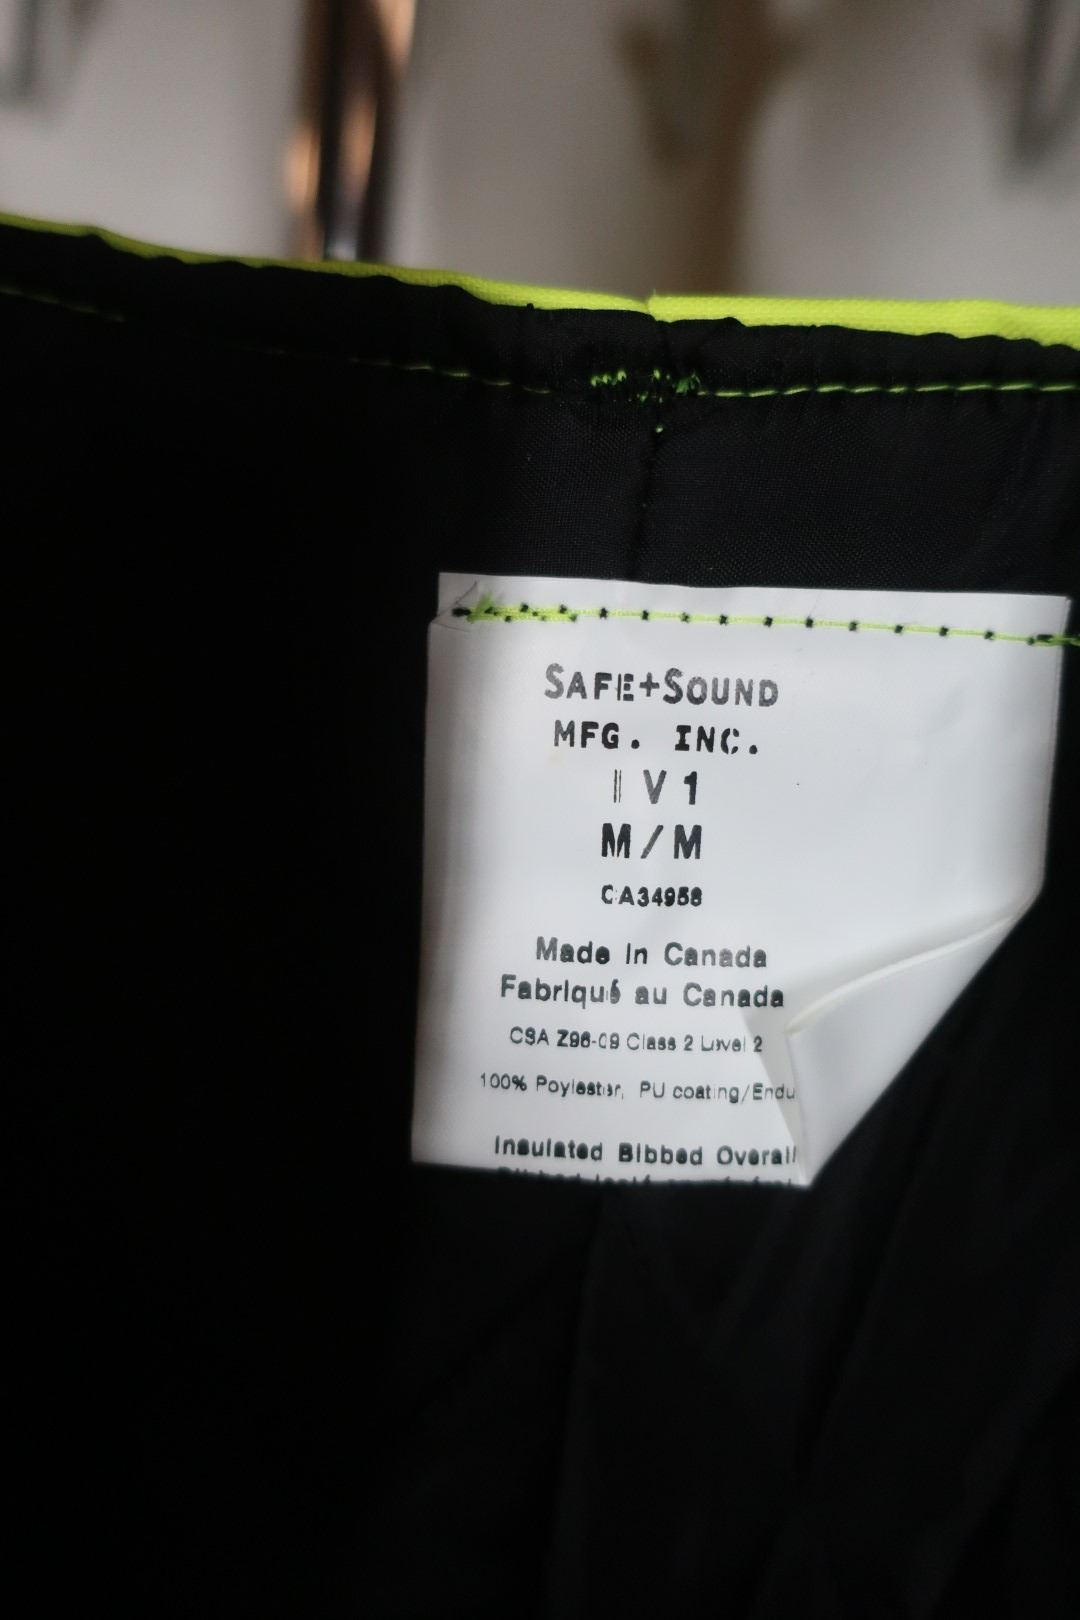 SAFE+SOUND
MFG. INC.
V1
M/M
CA34958
Made in Canada
Fabriqué au Canada
CSA Z96-09 Class 2 Level 2
100% Poylester, PU coating/Endu
Insulated Bibbed Overall